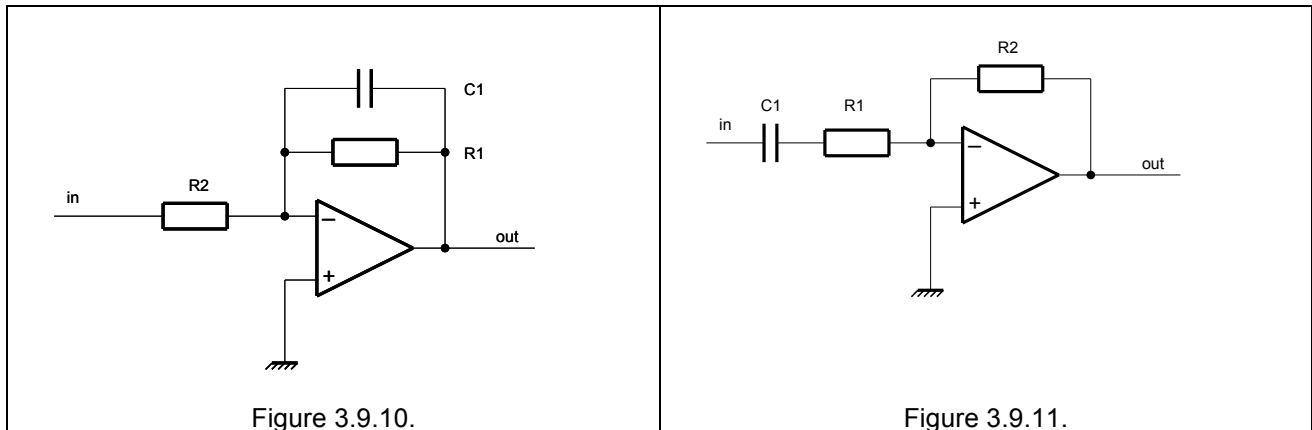 C1
R1
R2
in
out
−
+
Figure 3.9.10.
R2
C1
R1
in
out
−
+
Figure 3.9.11.